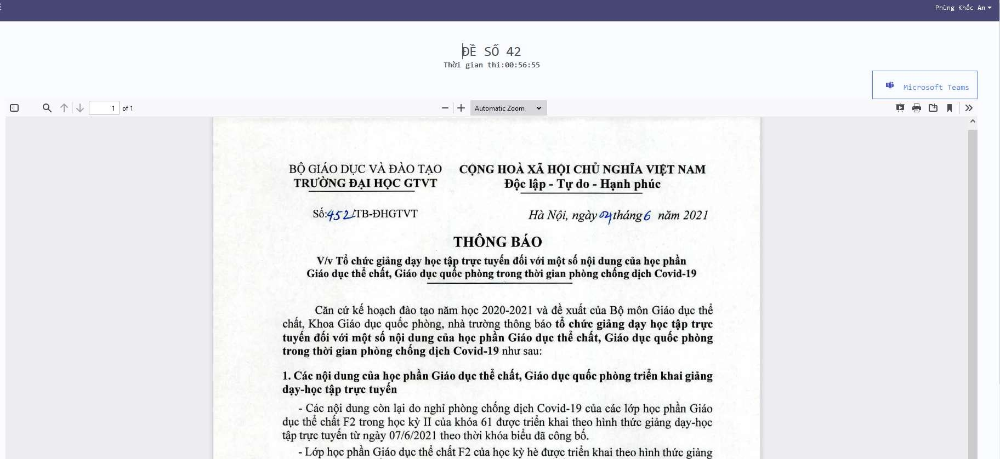 Phùng Khắc An
ĐỀ SỐ 42
Thời gian thi:00:56:55
Microsoft Teams
1 of 1
Automatic Zoom
BỘ GIÁO DỤC VÀ ĐÀO TẠO
TRƯỜNG ĐẠI HỌC GTVT
CỘNG HOÀ XÃ HỘI CHỦ NGHĨA VIỆT NAM
Độc lập - Tự do - Hạnh phúc
Số:452/TB-ĐHGTVT
Hà Nội, ngày 04 tháng 6 năm 2021
THÔNG BÁO
V/v Tổ chức giảng dạy học tập trực tuyến đối với một số nội dung của học phần
Giáo dục thể chất, Giáo dục quốc phòng trong thời gian phòng chống dịch Covid-19
Căn cứ kế hoạch đào tạo năm học 2020-2021 và đề xuất của Bộ môn Giáo dục thể
chất, Khoa Giáo dục quốc phòng, nhà trường thông báo tổ chức giảng dạy học tập trực
tuyến đối với một số nội dung của học phần Giáo dục thể chất, Giáo dục quốc phòng
trong thời gian phòng chống dịch Covid-19 như sau:
1. Các nội dung của học phần Giáo dục thể chất, Giáo dục quốc phòng triển khai giảng
dạy-học tập trực tuyến
- Các nội dung còn lại do nghỉ phòng chống dịch Covid-19 của các lớp học phần Giáo
dục thể chất F2 trong học kỳ II của khóa 61 được triển khai theo hình thức giảng dạy-học
tập trực tuyến từ ngày 07/6/2021 theo thời khóa biểu đã công bố.
- Lớp học phần Giáo dục thể chất F2 của học kỳ hè được triển khai theo hình thức giảng